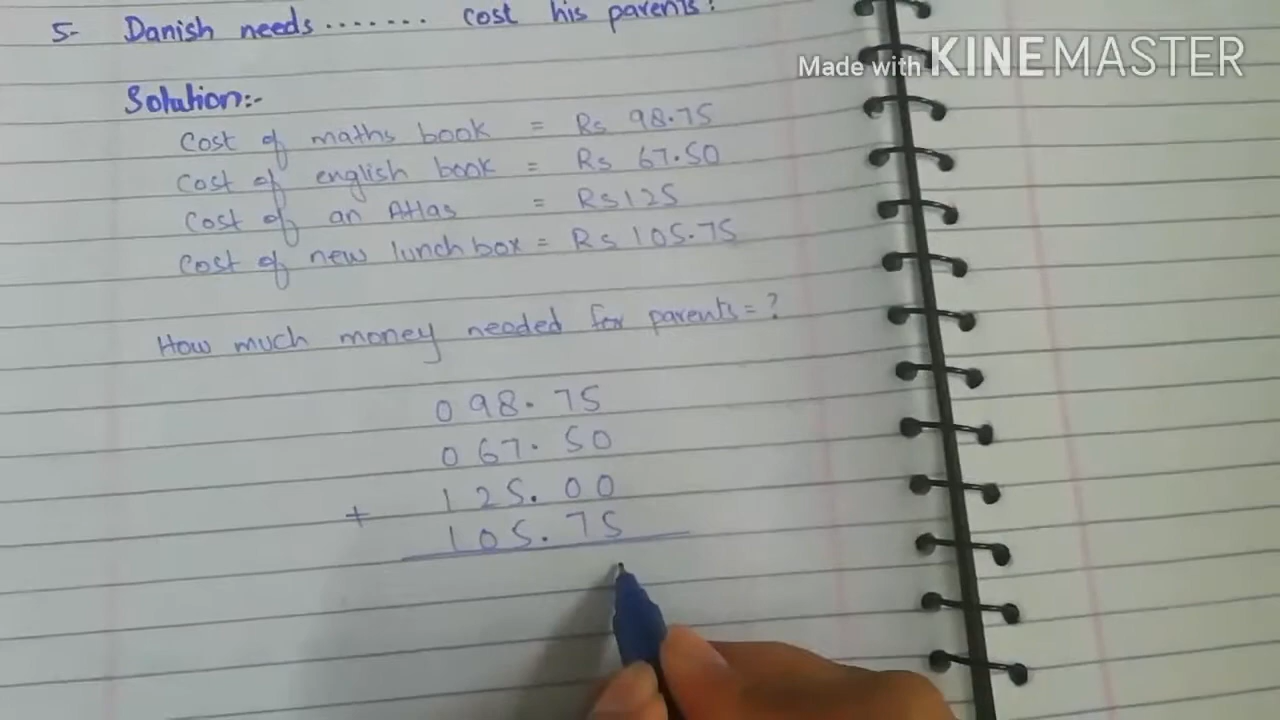 5- Danish needs....... cost his parents?
Made with KINEMASTER
Solution:-
Cost of maths book = Rs 98.75
Cost of english book = Rs 67.50
Cost of an Atlas = Rs125
Cost of new lunch box = Rs 105.75
How much money needed for parents=?
098.75
067.50
125.00
+ 105.75